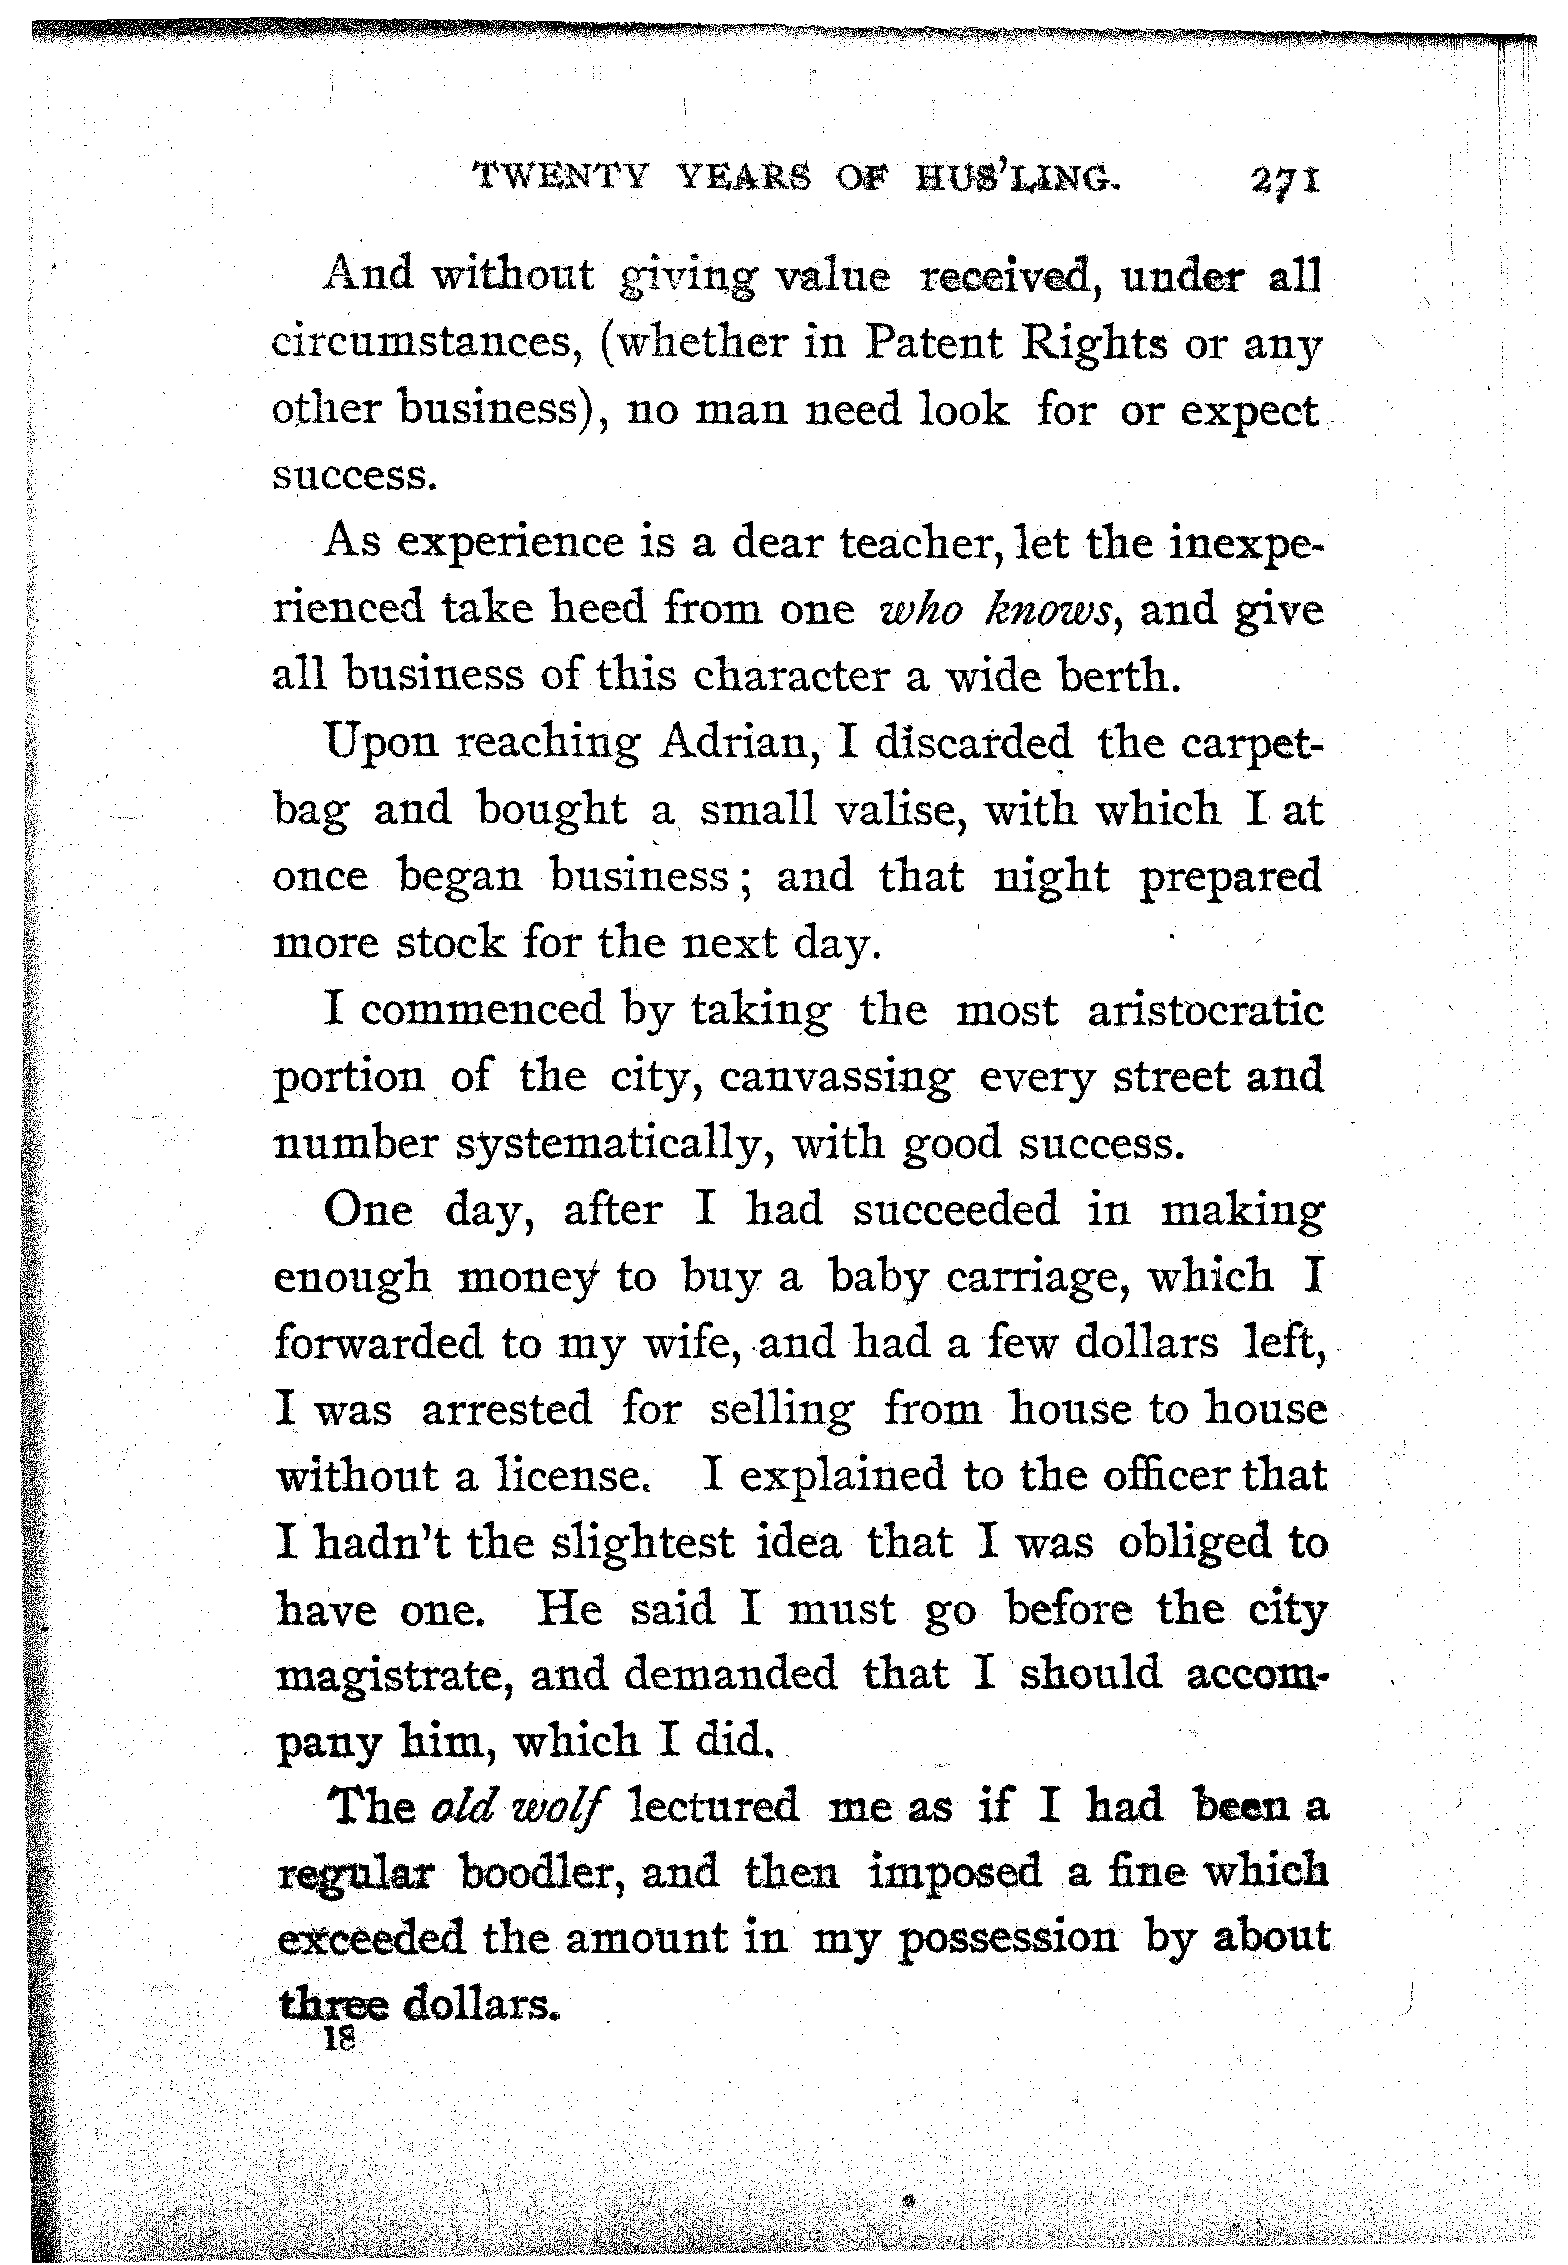 TWENTY YEARS OF HUS'LING. 271
And without giving value received, under all
circumstances, (whether in Patent Rights or any
other business), no man need look for or expect
success.
As experience is a dear teacher, let the inexpe-
rienced take heed from one who knows, and give
all business of this character a wide berth.
Upon reaching Adrian, I discarded the carpet-
bag and bought a small valise, with which I at
once began business; and that night prepared
more stock for the next day.
I commenced by taking the most aristocratic
portion of the city, canvassing every street and
number systematically, with good success.
One day, after I had succeeded in making
enough money to buy a baby carriage, which I
forwarded to my wife, and had a few dollars left,
I was arrested for selling from house to house
without a license. I explained to the officer that
I hadn't the slightest idea that I was obliged to
have one. He said I must go before the city
magistrate, and demanded that I should accom-
pany him, which I did.
The old wolf lectured me as if I had been a
regular boodler, and then imposed a fine which
exceeded the amount in my possession by about
three dollars.
18